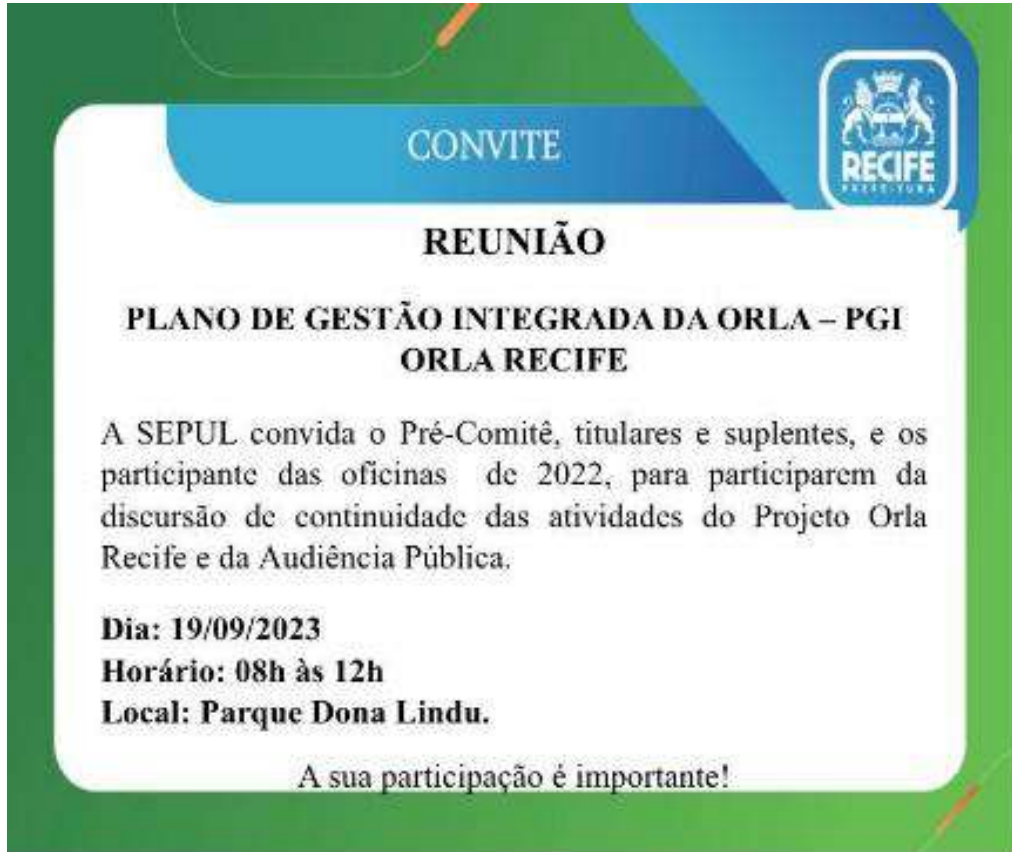 CONVITE
RECIFE
PREFEITURA
REUNIÃO
PLANO DE GESTÃO INTEGRADA DA ORLA – PGI
ORLA RECIFE
A SEPUL convida o Pré-Comitê, titulares e suplentes, e os
participante das oficinas de 2022, para participarem da
discursão de continuidade das atividades do Projeto Orla
Recife e da Audiência Pública.
Dia: 19/09/2023
Horário: 08h às 12h
Local: Parque Dona Lindu.
A sua participação é importante!